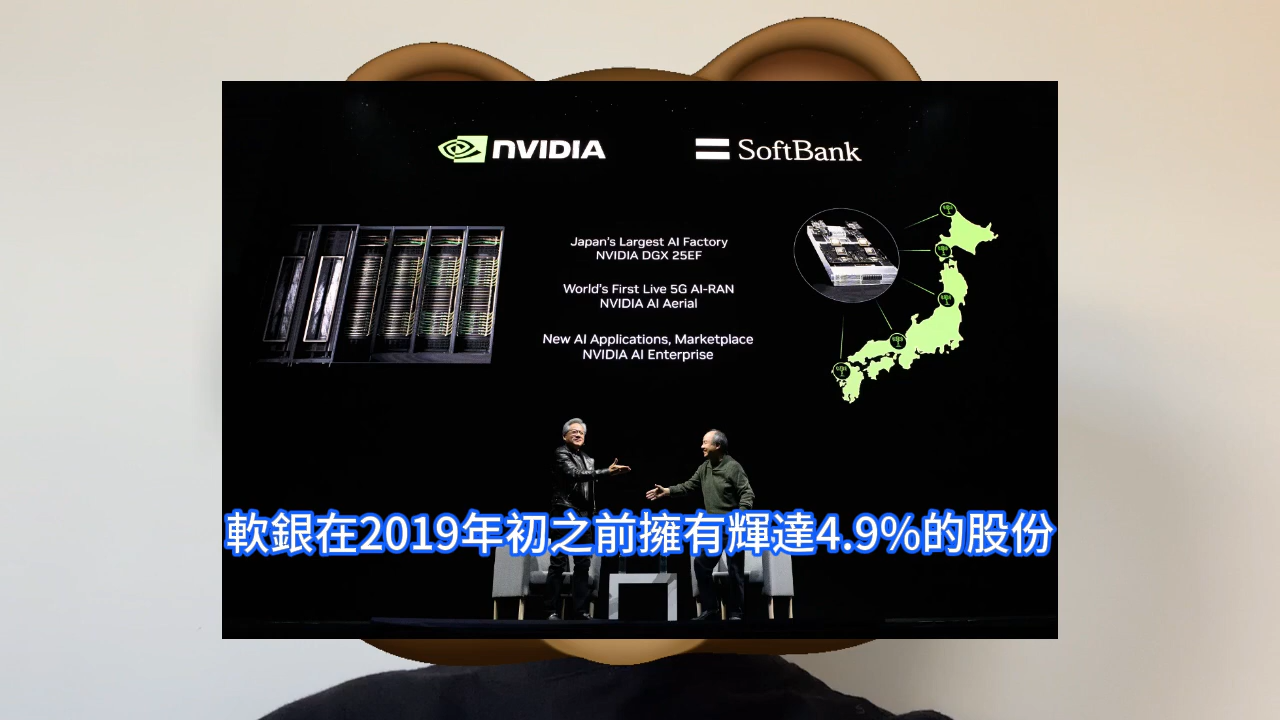 NVIDIA
SoftBank
Japan's Largest AI Factory
NVIDIA DGX 25EF
World's First Live 5G AI-RAN
NVIDIA AI Aerial
New AI Applications, Marketplace
NVIDIA AI Enterprise
軟銀在2019年初之前擁有輝達4.9%的股份